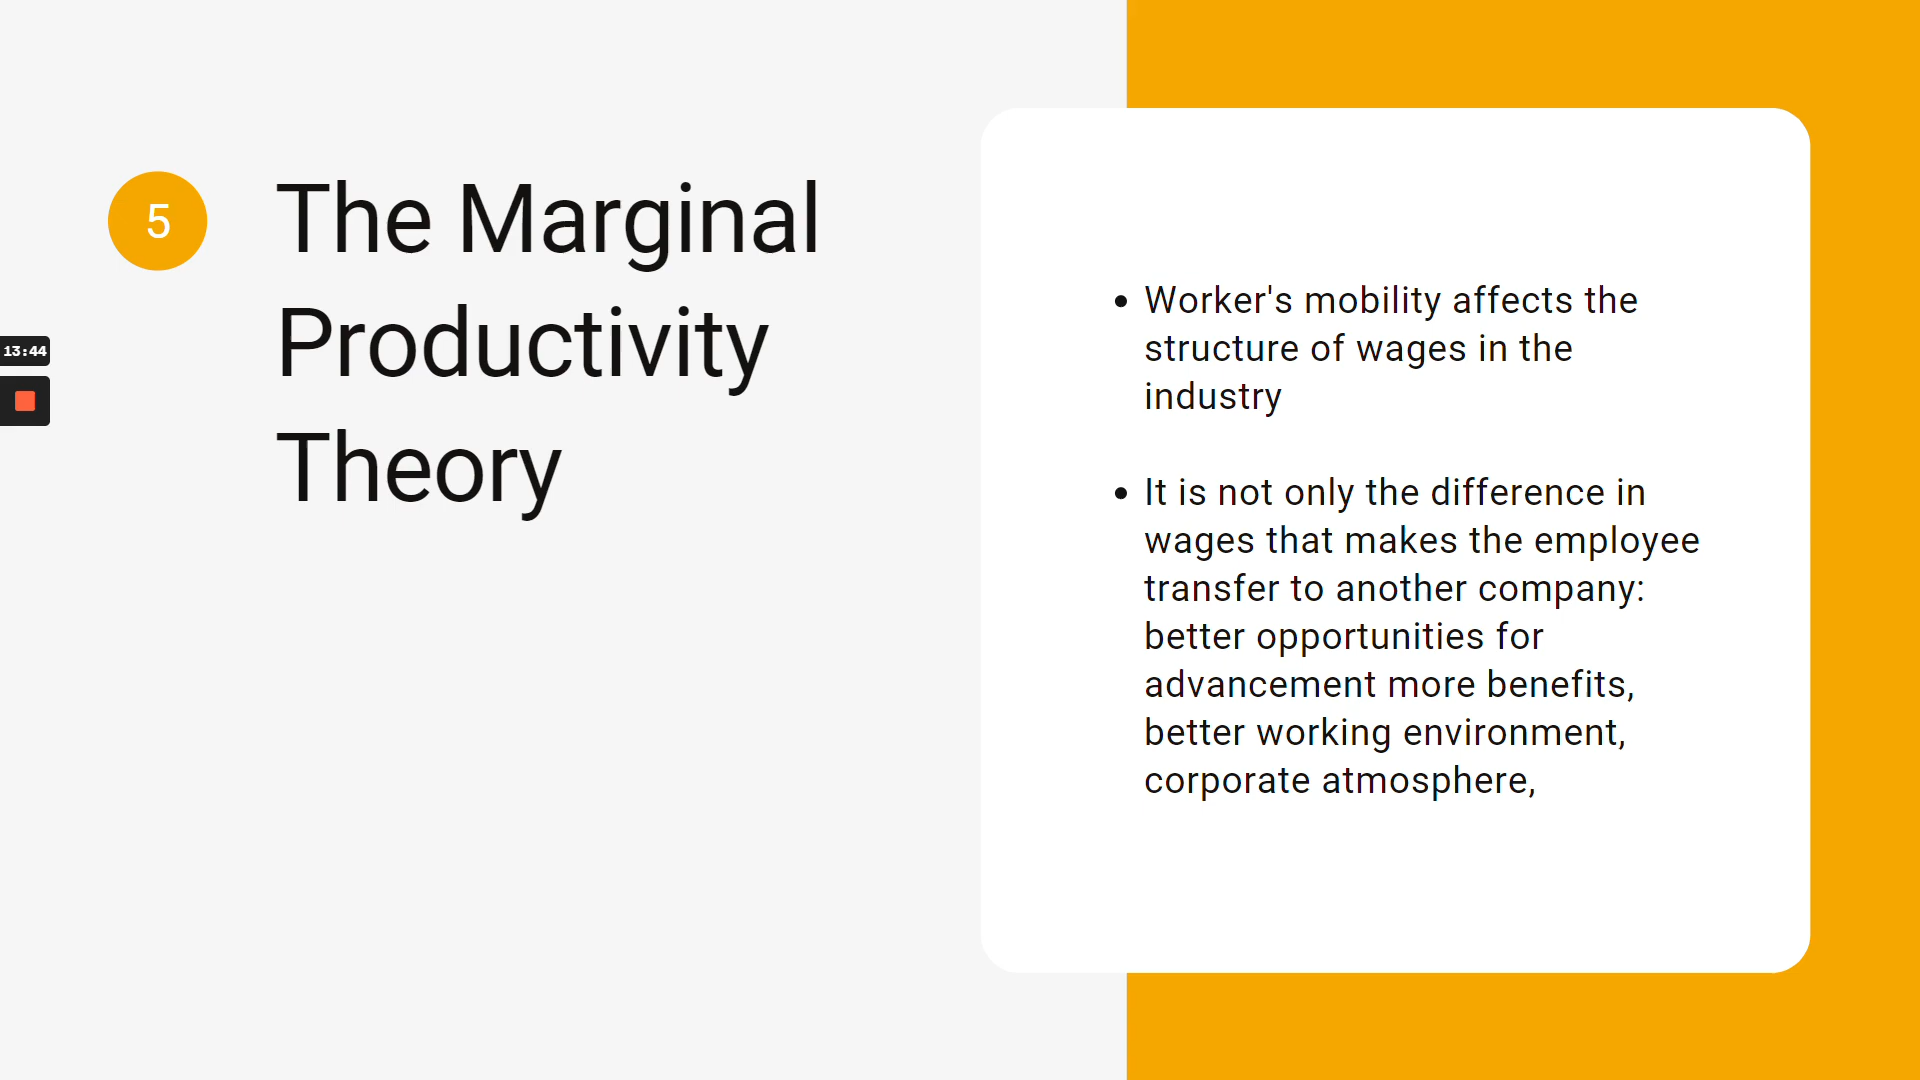 5
The Marginal
Productivity
Theory
13:44
• Worker's mobility affects the
structure of wages in the
industry
• It is not only the difference in
wages that makes the employee
transfer to another company:
better opportunities for
advancement more benefits,
better working environment,
corporate atmosphere,